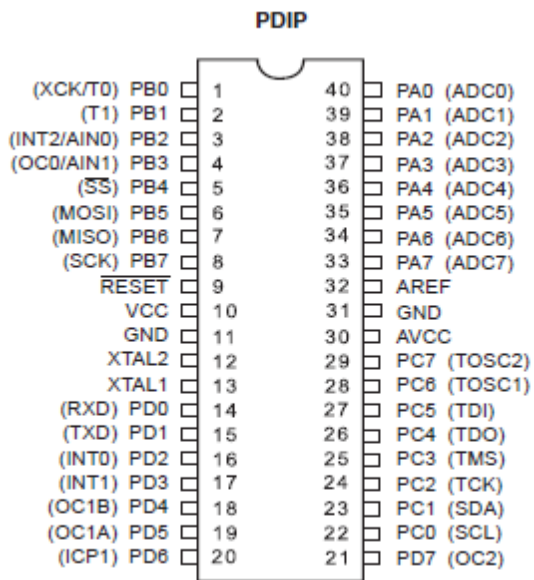 PDIP
(XCK/T0) PB0 1 40 PA0 (ADC0)
(T1) PB1 2 39 PA1 (ADC1)
(INT2/AIN0) PB2 3 38 PA2 (ADC2)
(OC0/AIN1) PB3 4 37 PA3 (ADC3)
(SS) PB4 5 36 PA4 (ADC4)
(MOSI) PB5 6 35 PA5 (ADC5)
(MISO) PB6 7 34 PA6 (ADC6)
(SCK) PB7 8 33 PA7 (ADC7)
RESET 9 32 AREF
VCC 10 31 GND
GND 11 30 AVCC
XTAL2 12 29 PC7 (TOSC2)
XTAL1 13 28 PC6 (TOSC1)
(RXD) PD0 14 27 PC5 (TDI)
(TXD) PD1 15 26 PC4 (TDO)
(INT0) PD2 16 25 PC3 (TMS)
(INT1) PD3 17 24 PC2 (TCK)
(OC1B) PD4 18 23 PC1 (SDA)
(OC1A) PD5 19 22 PC0 (SCL)
(ICP1) PD6 20 21 PD7 (OC2)